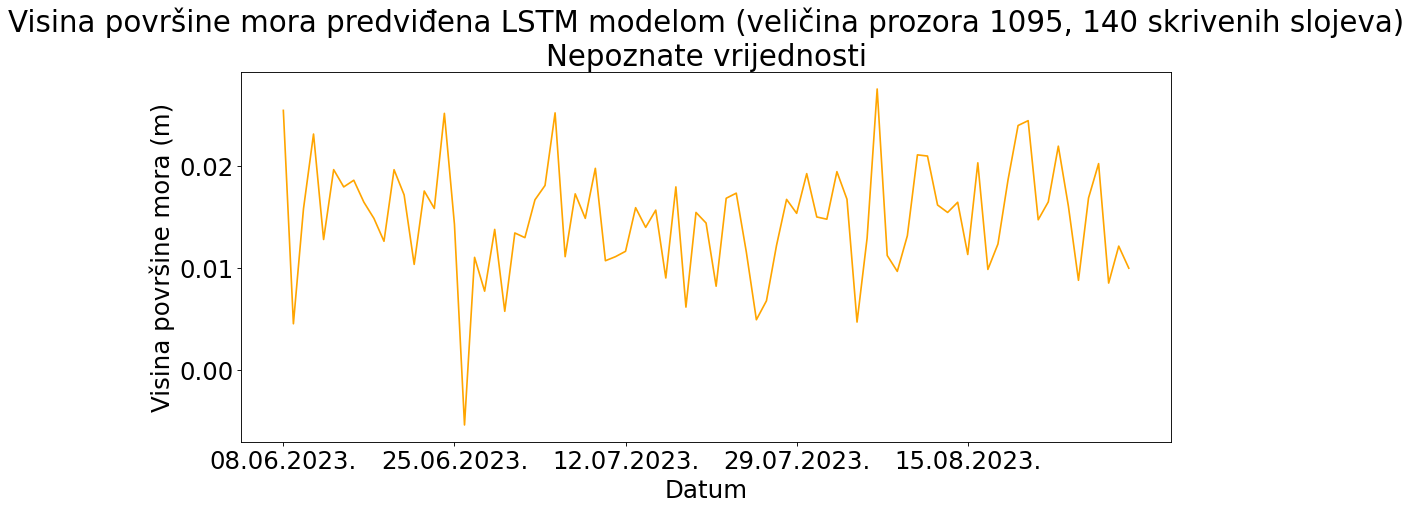 Visina površine mora predviđena LSTM modelom (veličina prozora 1095, 140 skrivenih slojeva)
Nepoznate vrijednosti
Visina površine mora (m)
0.02
0.01
0.00
08.06.2023. 25.06.2023. 12.07.2023. 29.07.2023. 15.08.2023.
Datum